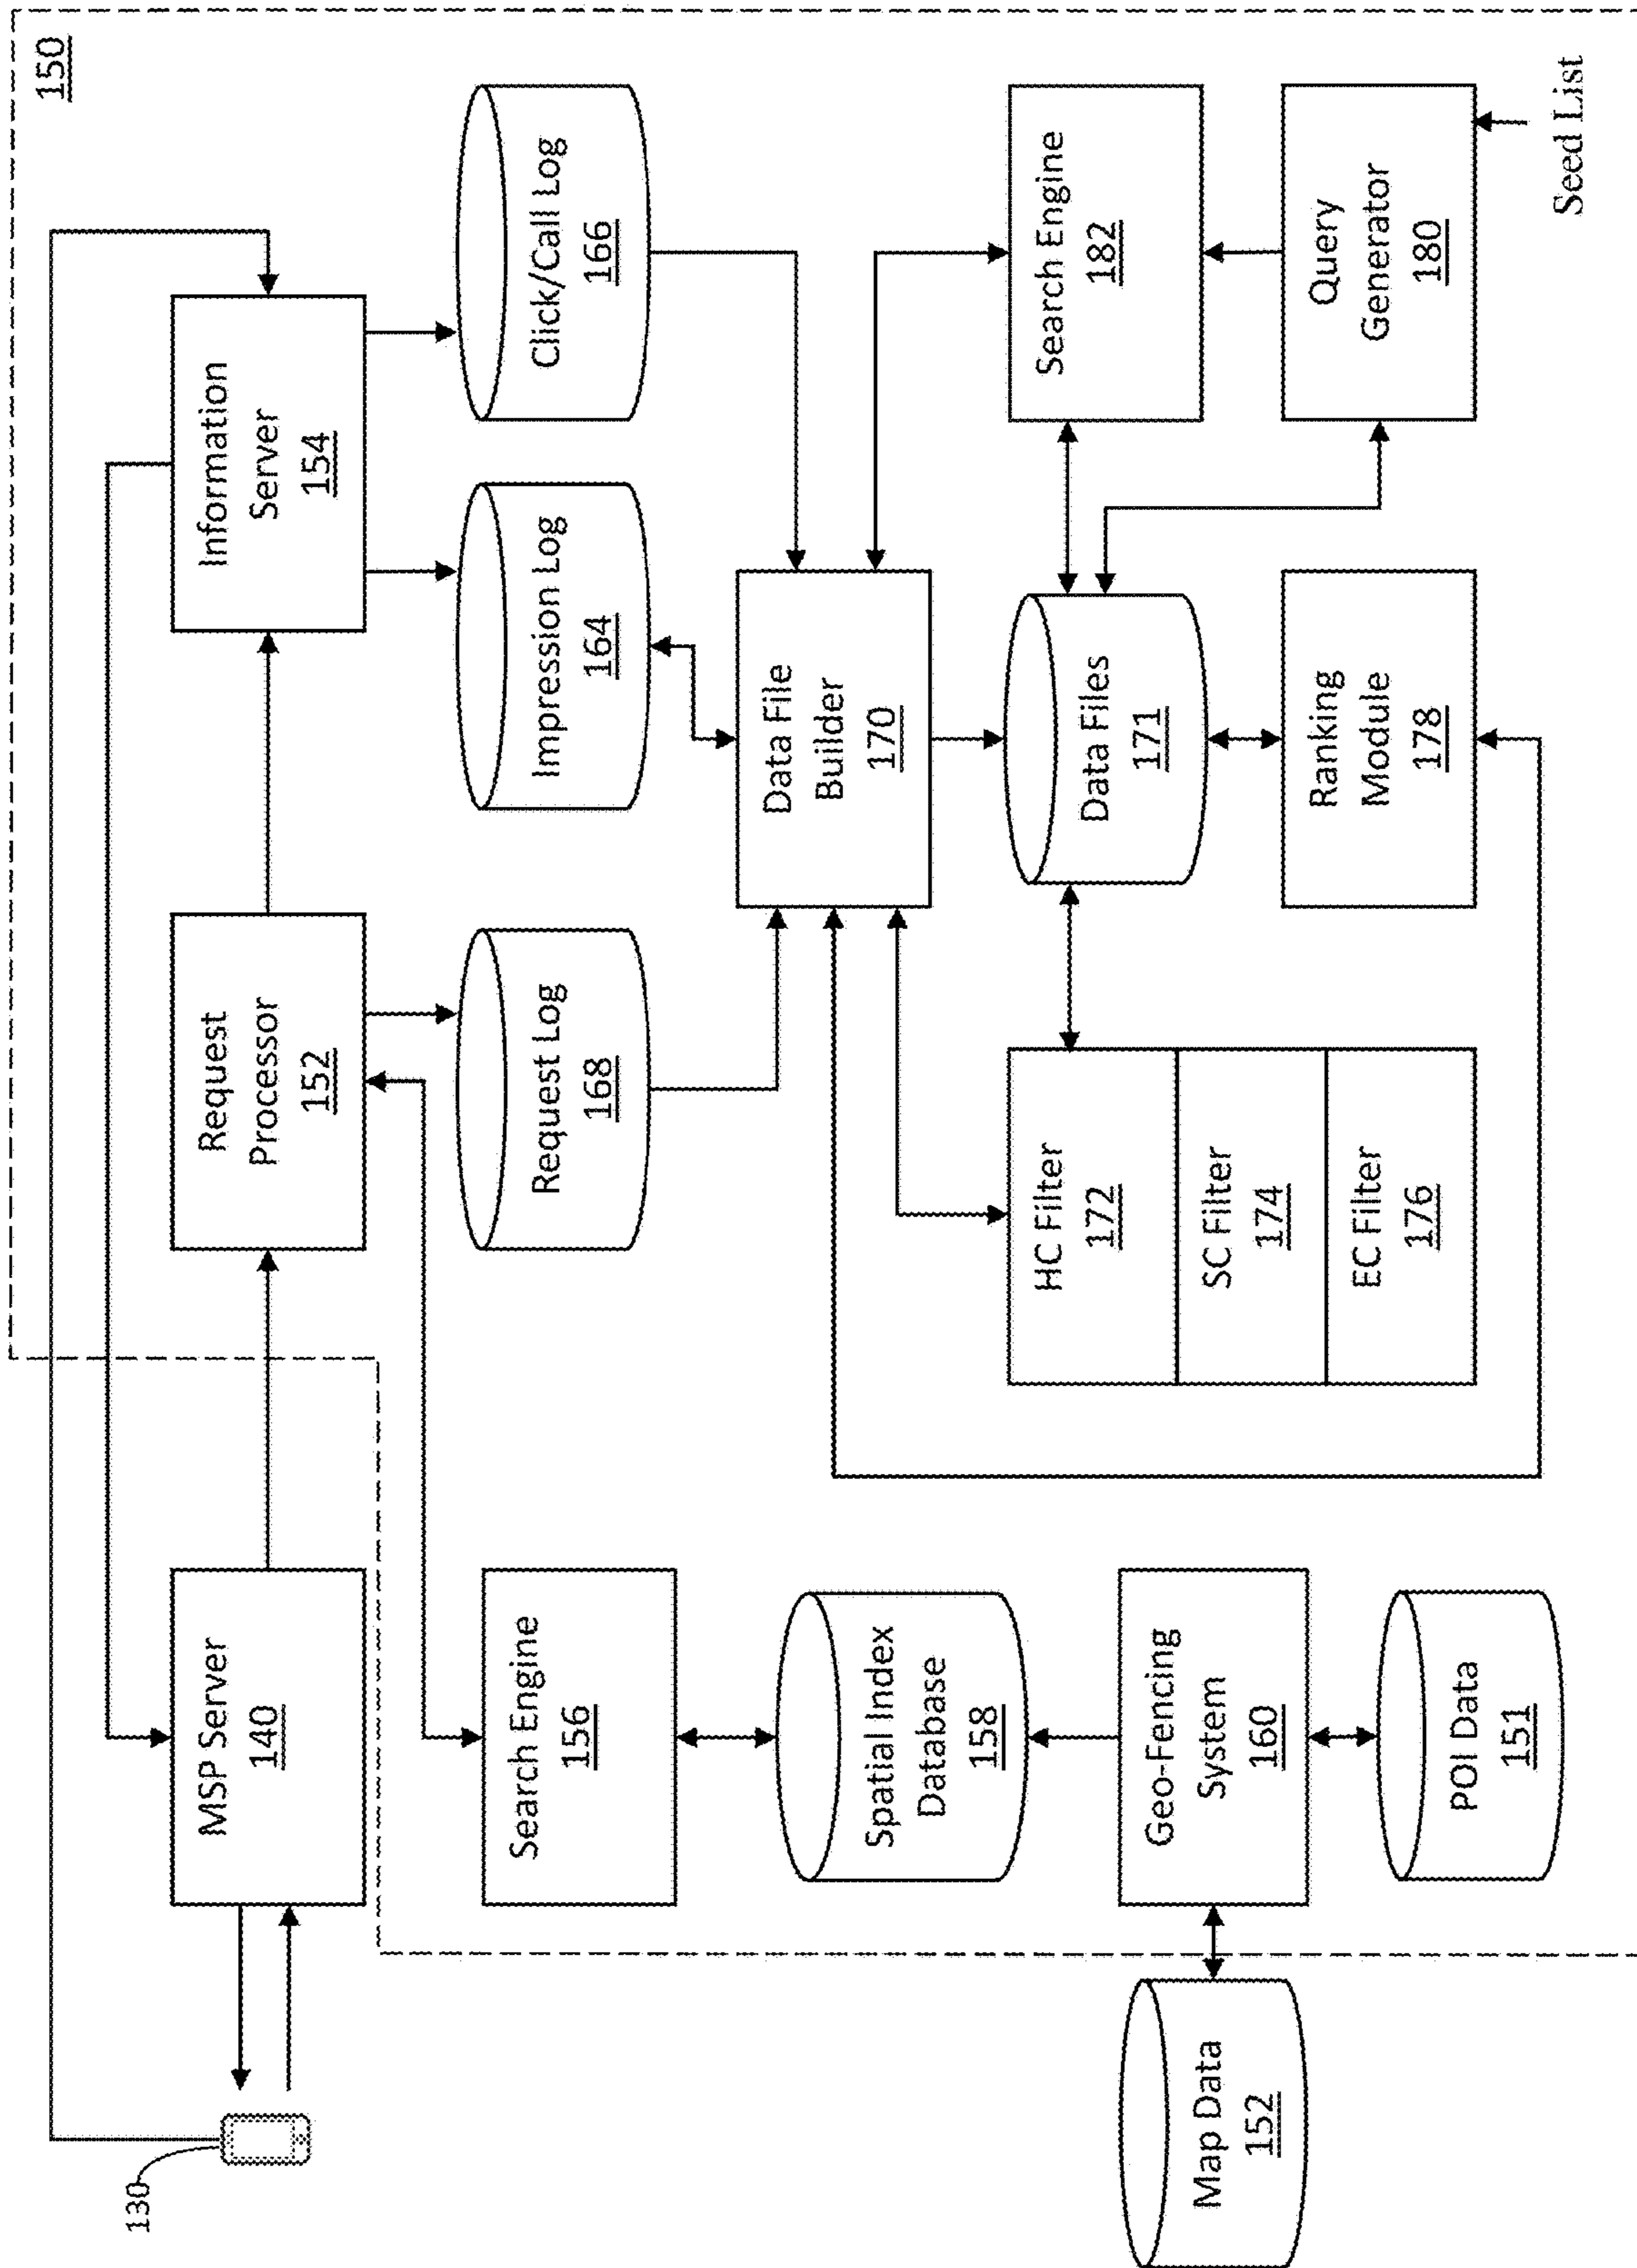 150
130
MSP Server
140
Request
Processor
152
Information
Server
154
Search Engine
156
Request Log
168
Impression Log
164
Click/Call Log
166
Spatial Index
Database
158
Data File
Builder
170
Map Data
152
Geo-Fencing
System
160
HC Filter
172
SC Filter
174
EC Filter
176
Data Files
171
Search Engine
182
POI Data
151
Ranking
Module
178
Query
Generator
180
Seed List